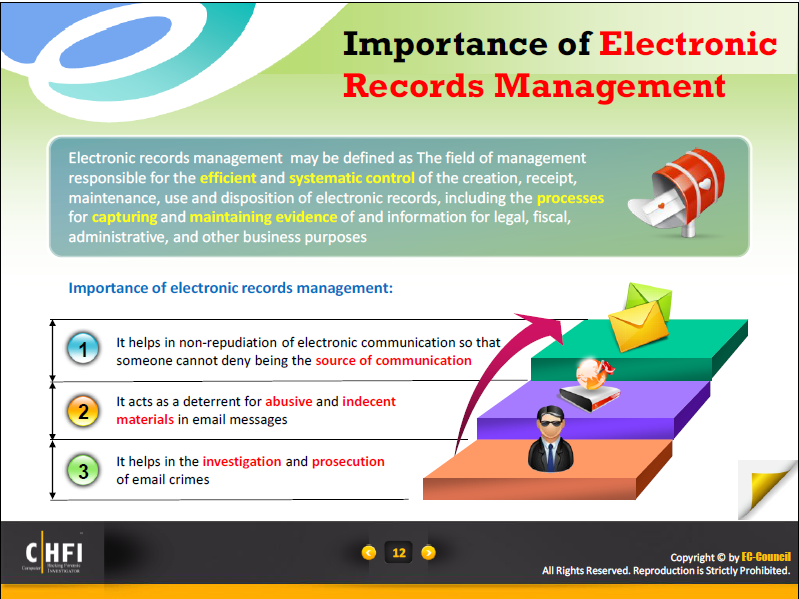 Importance of Electronic
Records Management
Electronic records management may be defined as The field of management
responsible for the efficient and systematic control of the creation, receipt,
maintenance, use and disposition of electronic records, including the processes
for capturing and maintaining evidence of and information for legal, fiscal,
administrative, and other business purposes
Importance of electronic records management:
1
It helps in non-repudiation of electronic communication so that
someone cannot deny being the source of communication
2
It acts as a deterrent for abusive and indecent
materials in email messages
3
It helps in the investigation and prosecution
of email crimes
CHFI
Computer Hacking Forensic
INVESTIGATOR
12
Copyright © by EC-Council
All Rights Reserved. Reproduction is Strictly Prohibited.